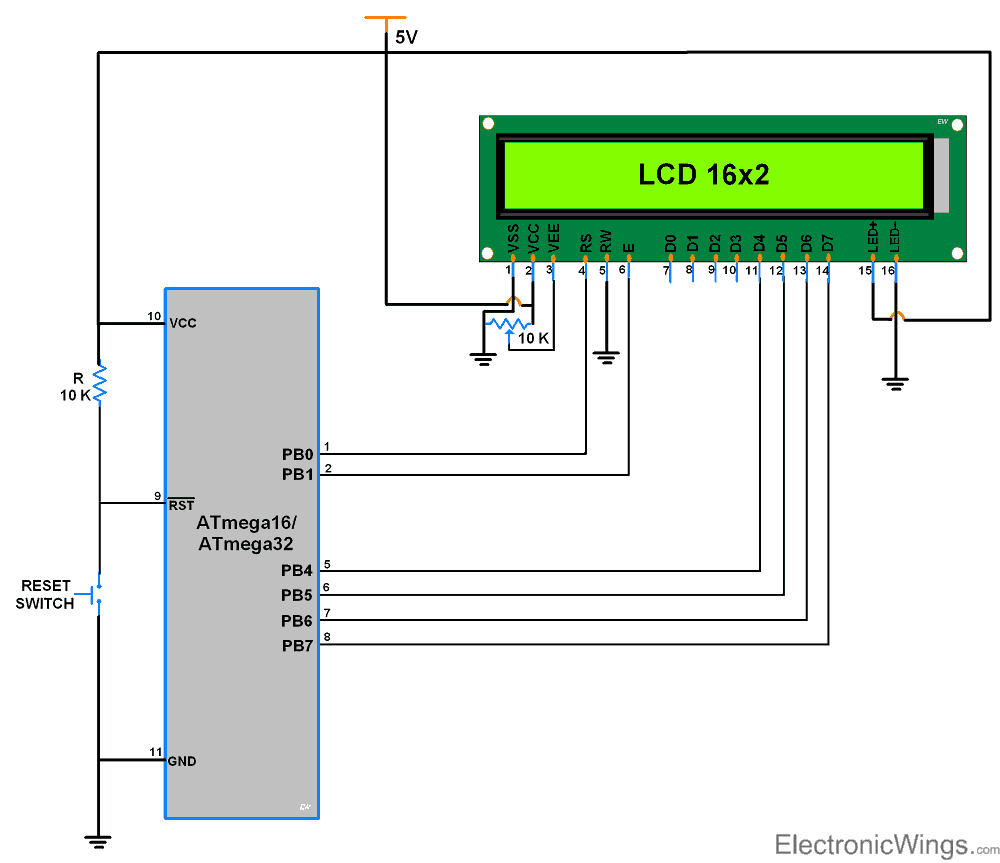 5V
EW
LCD 16x2
VSS VCC VEE RS RW E D0 D1 D2 D3 D4 D5 D6 D7 LED+ LED−
1 2 3 4 5 6 7 8 9 10 11 12 13 14 15 16
10 K
10 VCC
R
10 K
PB0 1
PB1 2
9 RST
ATmega16/
ATmega32
PB4 5
RESET
SWITCH
PB5 6
PB6 7
PB7 8
11 GND
EW
ElectronicWings.com